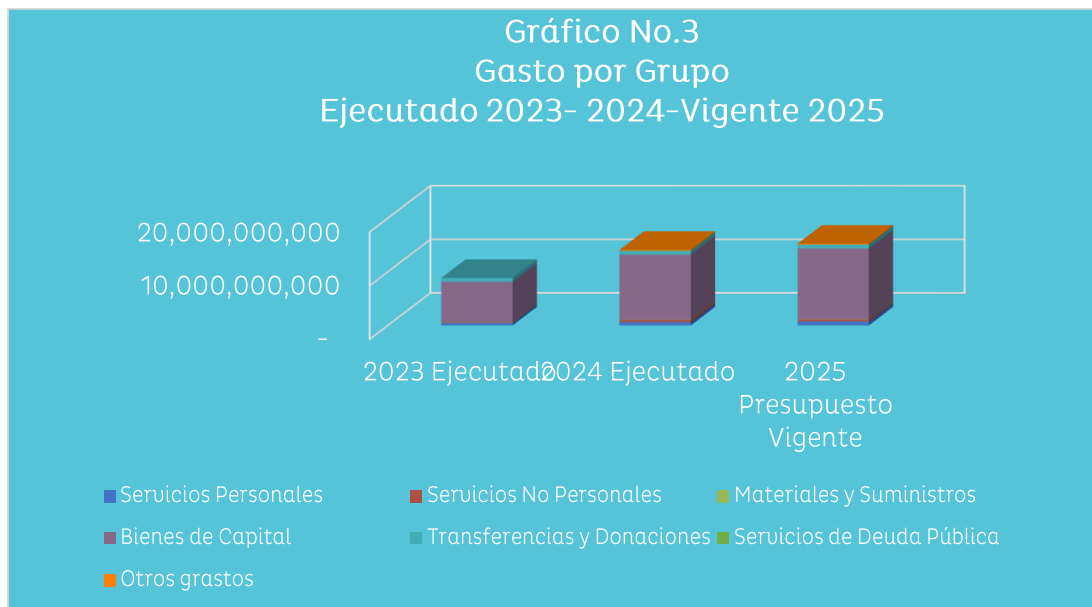 Gráfico No.3
Gasto por Grupo
Ejecutado 2023- 2024-Vigente 2025
20,000,000,000
10,000,000,000
-
2023 Ejecutado
2024 Ejecutado
2025
Presupuesto
Vigente
Servicios Personales
Servicios No Personales
Materiales y Suministros
Bienes de Capital
Transferencias y Donaciones
Servicios de Deuda Pública
Otros grastos